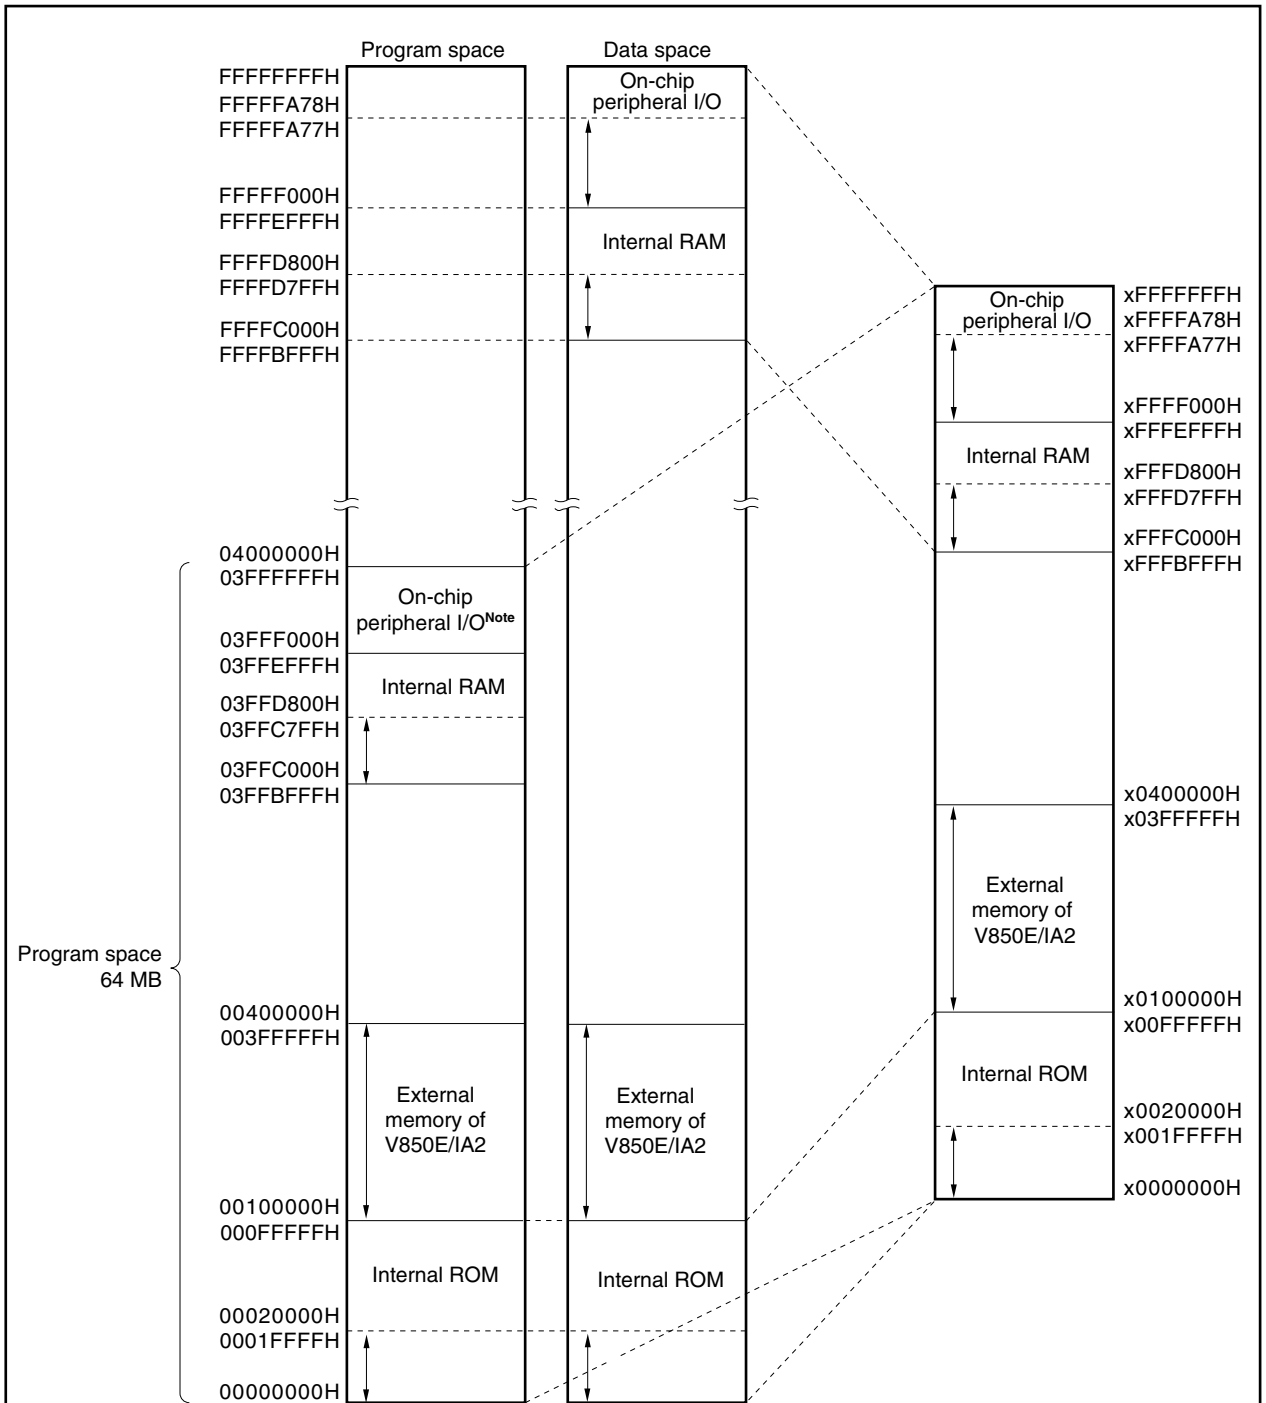 Program space
Data space
FFFFFFFFH
FFFFFA78H
FFFFFA77H
FFFFF000H
FFFFEFFFH
FFFFD800H
FFFFD7FFH
FFFFC000H
FFFFBFFFH
On-chip
peripheral I/O
Internal RAM
04000000H
03FFFFFFH
03FFF000H
03FFEFFFH
03FFD800H
03FFC7FFH
03FFC000H
03FFBFFFH
On-chip
peripheral I/ONote
Internal RAM
Program space
64 MB
00400000H
003FFFFFH
00100000H
000FFFFFH
00020000H
0001FFFFH
00000000H
External
memory of
V850E/IA2
Internal ROM
External
memory of
V850E/IA2
Internal ROM
On-chip
peripheral I/O
Internal RAM
External
memory of
V850E/IA2
Internal ROM
xFFFFFFFH
xFFFFA78H
xFFFFA77H
xFFFF000H
xFFFEFFFH
xFFFD800H
xFFFD7FFH
xFFFC000H
xFFFBFFFH
x0400000H
x03FFFFFH
x0100000H
x00FFFFFH
x0020000H
x001FFFFH
x0000000H